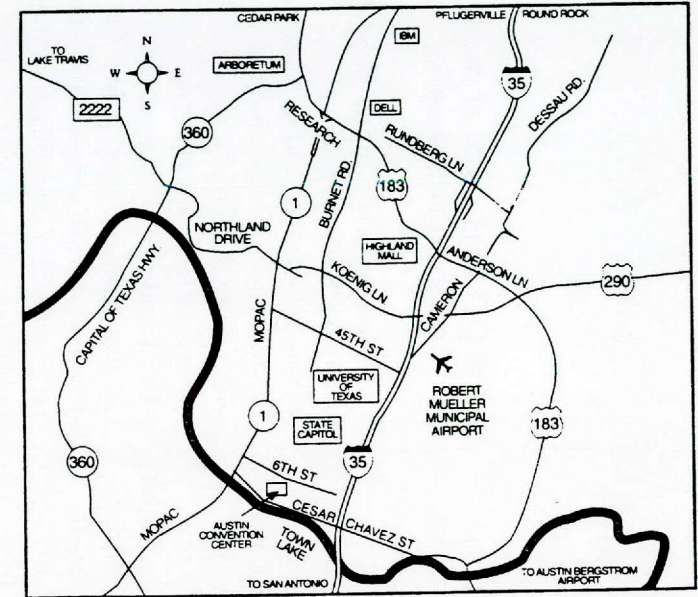 CEDAR PARK
PFLUGERVILLE
ROUND ROCK
TO
LAKE TRAVIS
N
W
E
S
ARBORETUM
IBM
35
2222
360
RESEARCH
DELL
DESSAU RD.
RUNDBERG LN
1
BURNET RD.
183
NORTHLAND
DRIVE
HIGHLAND
MALL
ANDERSON LN
KOENIG LN
290
CAPITAL OF TEXAS HWY.
MOPAC
CAMERON
45TH ST
UNIVERSITY
OF
TEXAS
ROBERT
MUELLER
MUNICIPAL
AIRPORT
1
STATE
CAPITOL
183
360
35
6TH ST
MOPAC
AUSTIN
CONVENTION
CENTER
CESAR CHAVEZ ST
TOWN
LAKE
TO SAN ANTONIO
TO AUSTIN BERGSTROM
AIRPORT